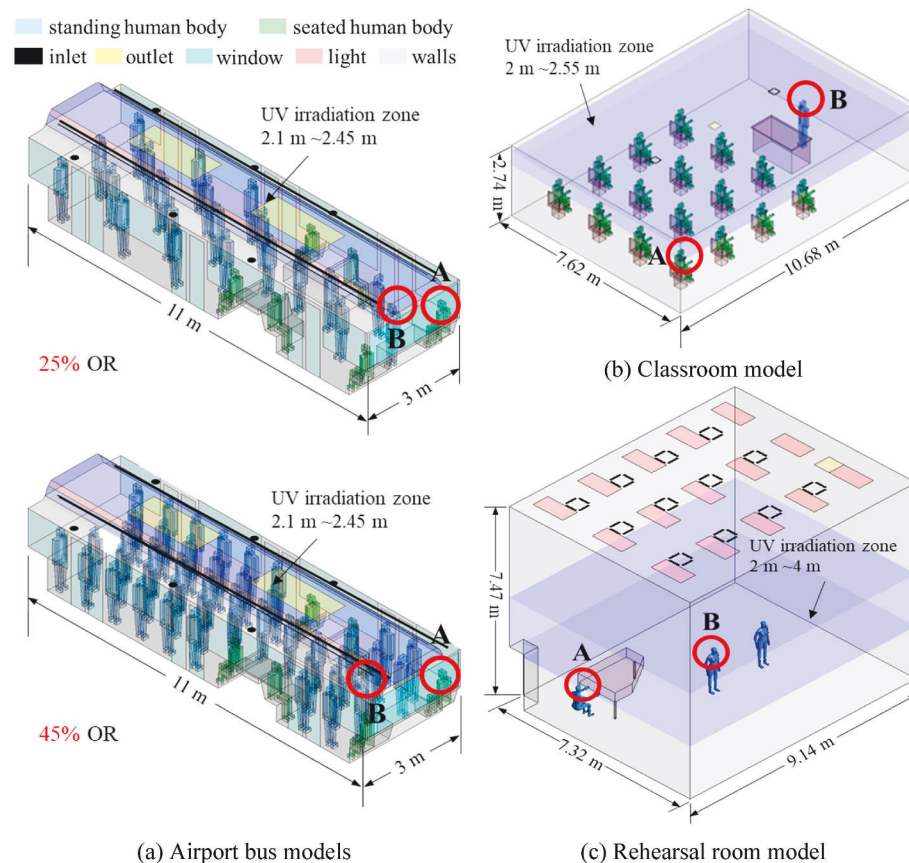 standing human body seated human body
inlet outlet window light walls
UV irradiation zone
2.1 m ~2.45 m
A
B
11 m
3 m
25% OR
UV irradiation zone
2.1 m ~2.45 m
A
B
11 m
3 m
45% OR
(a) Airport bus models
UV irradiation zone
2 m ~2.55 m
B
A
2.74 m
7.62 m
10.68 m
(b) Classroom model
UV irradiation zone
2 m ~4 m
7.47 m
A
B
7.32 m
9.14 m
(c) Rehearsal room model